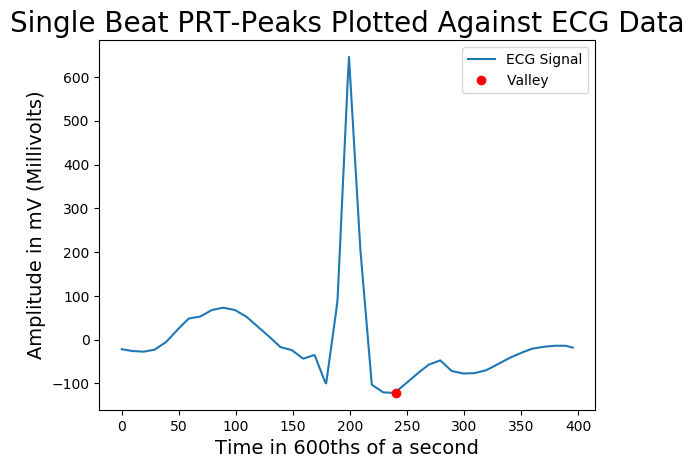 Single Beat PRT-Peaks Plotted Against ECG Data
ECG Signal
Valley
Amplitude in mV (Millivolts)
600
500
400
300
200
100
0
−100
0 50 100 150 200 250 300 350 400
Time in 600ths of a second